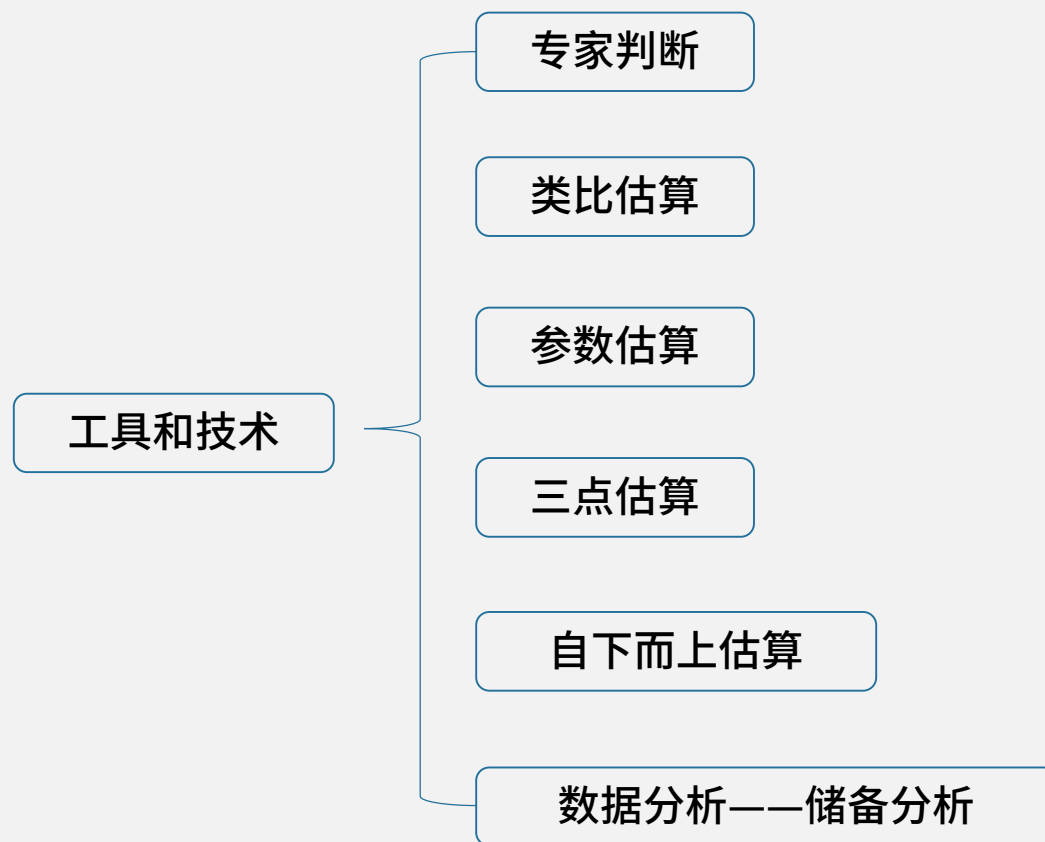 专家判断
类比估算
参数估算
工具和技术
三点估算
自下而上估算
数据分析——储备分析